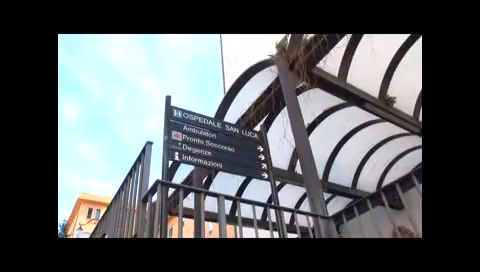 H OSPEDALE SAN LUCA
Ambulatori
Pronto Soccorso
Degenze
i Informazioni